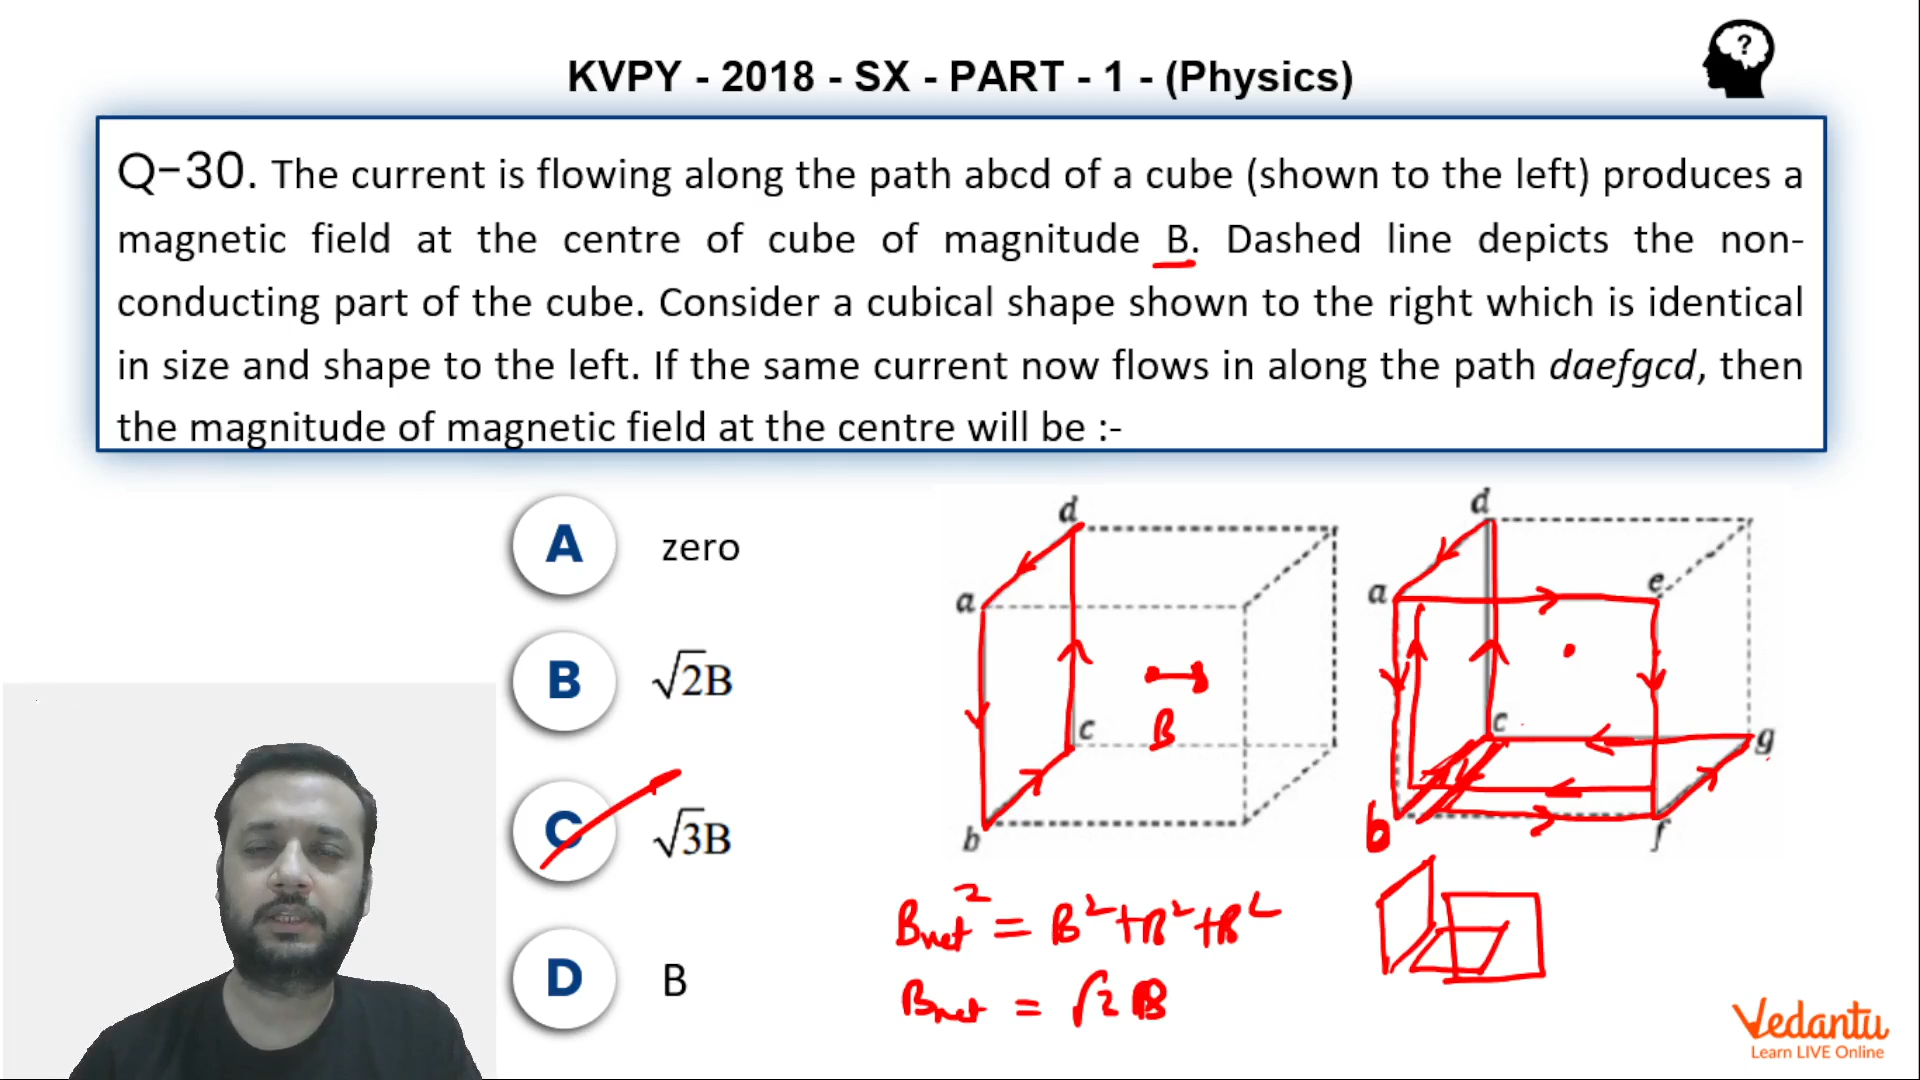 KVPY - 2018 - SX - PART - 1 - (Physics)
?
Q-30. The current is flowing along the path abcd of a cube (shown to the left) produces a
magnetic field at the centre of cube of magnitude B. Dashed line depicts the non-
conducting part of the cube. Consider a cubical shape shown to the right which is identical
in size and shape to the left. If the same current now flows in along the path daefgcd, then
the magnitude of magnetic field at the centre will be :-
A zero
B √2B
C √3B
D B
d
a
c
b
B
d
a
e
c
g
b
f
Bnet² = B² + B² + B²
Bnet = √2 B
Vedantu
Learn LIVE Online